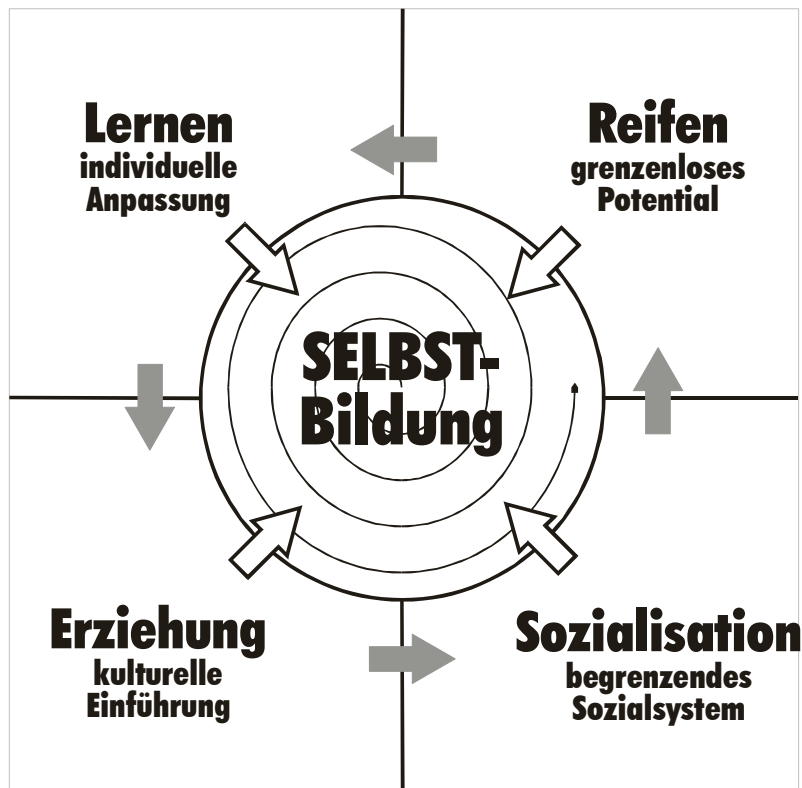 Lernen
individuelle
Anpassung
Reifen
grenzenloses
Potential
SELBST-
Bildung
Erziehung
kulturelle
Einführung
Sozialisation
begrenzendes
Sozialsystem